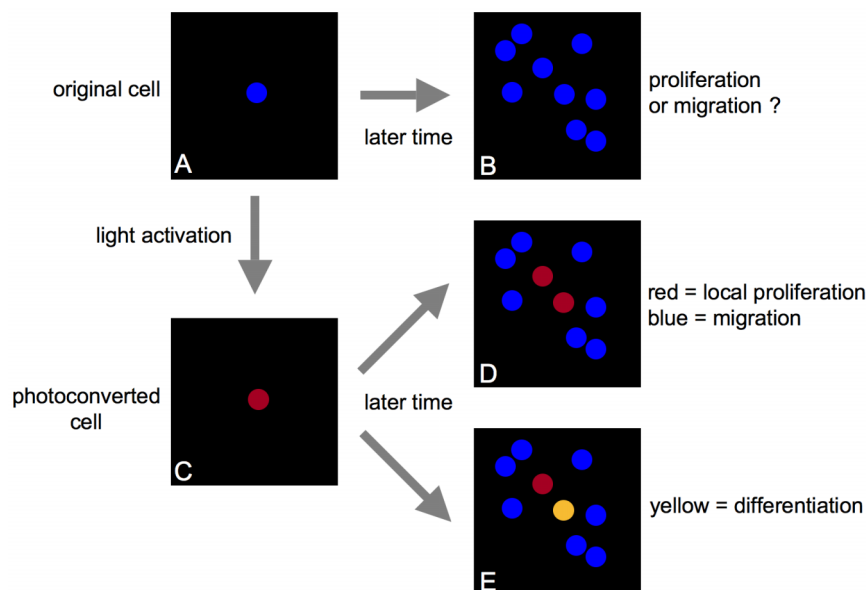 original cell
A
later time
B
proliferation
or migration ?
light activation
photoconverted
cell
C
later time
D
red = local proliferation
blue = migration
E
yellow = differentiation